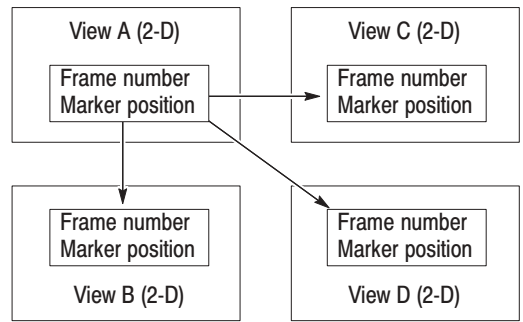 View A (2-D)
Frame number
Marker position
View C (2-D)
Frame number
Marker position
Frame number
Marker position
View B (2-D)
Frame number
Marker position
View D (2-D)